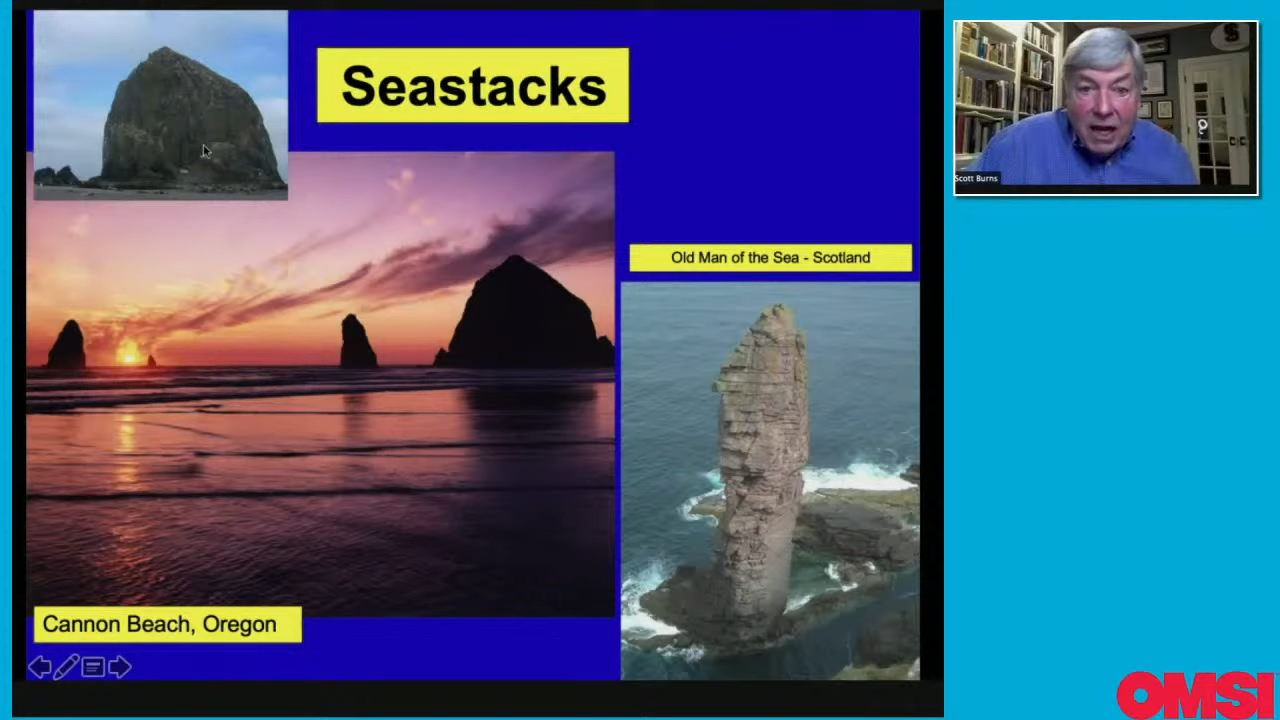 Seastacks
Old Man of the Sea - Scotland
Cannon Beach, Oregon
Scott Burns
OMSI